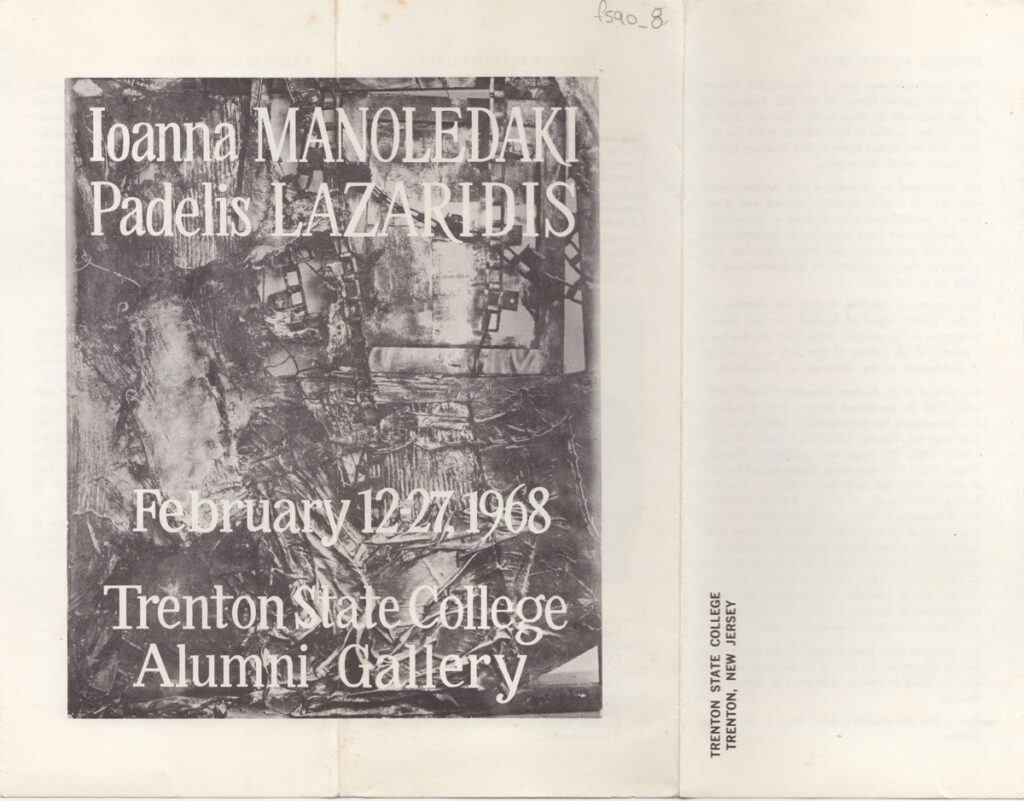 fsao_8
Ioanna MANOLEDAKI
Padelis LAZARIDIS
February 12-27, 1968
Trenton State College
Alumni Gallery
TRENTON STATE COLLEGE
TRENTON, NEW JERSEY